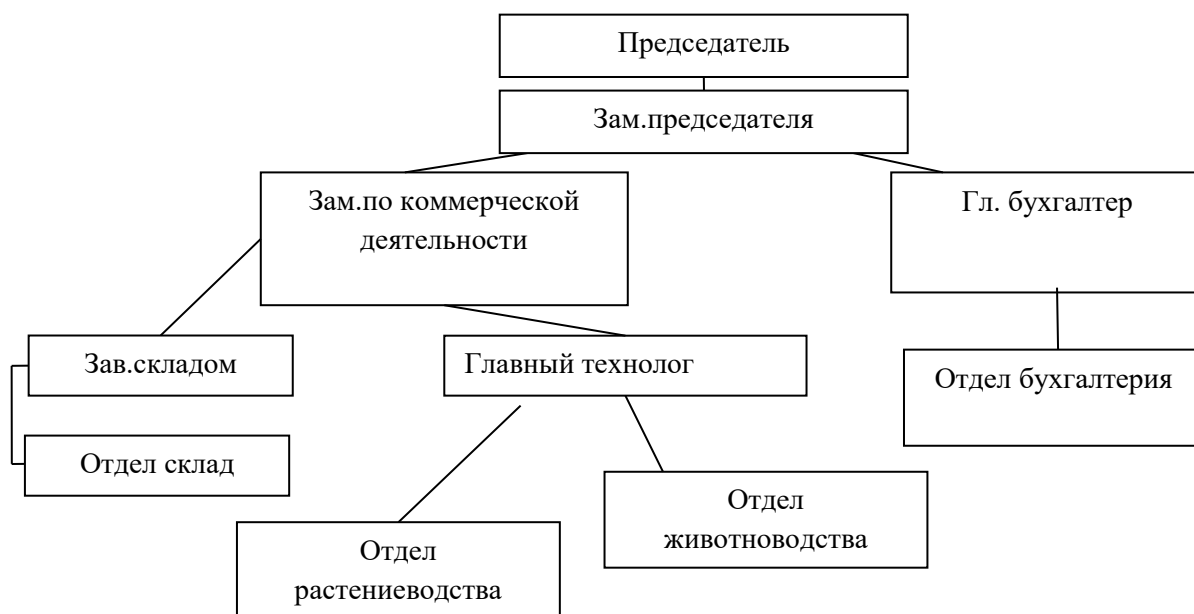 Председатель
Зам.председателя
Зам.по коммерческой
деятельности
Гл. бухгалтер
Зав.складом
Главный технолог
Отдел бухгалтерия
Отдел склад
Отдел
животноводства
Отдел
растениеводства